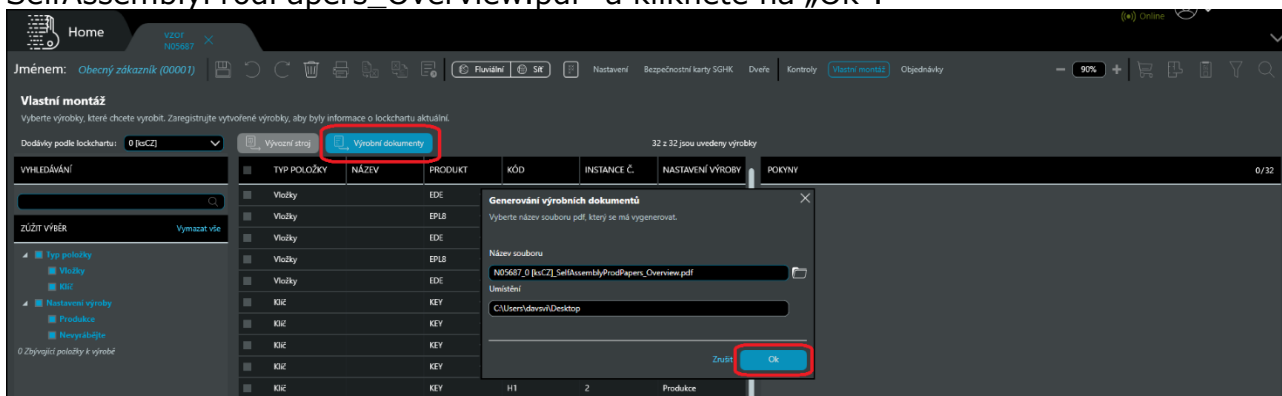 SelfAssemblyProdPapers_Overview.pdf“ a klikněte na „Ok“.
Home
vzor
N05687
((●)) Online
Jménem: Obecný zákazník (00001)
Fluviální Síť
Nastavení Bezpečnostní karty SGHK Dveře Kontroly Vlastní montáž Objednávky
− 90% +
Vlastní montáž
Vyberte výrobky, které chcete vyrobit. Zaregistrujte vytvořené výrobky, aby byly informace o lockchartu aktuální.
Dodávky podle lockchartu: 0 [ksCZ]
Vývozní stroj Výrobní dokumenty
32 z 32 jsou uvedeny výrobky
VYHLEDÁVÁNÍ
ZÚŽIT VÝBĚR Vymazat vše
Typ položky
Vložky
Klíč
Nastavení výroby
Produkce
Nevyrábějte
0 Zbývající položky k výrobě
TYP POLOŽKY NÁZEV PRODUKT KÓD INSTANCE Č. NASTAVENÍ VÝROBY POKYNY 0/32
Vložky EDE
Vložky EPLB
Vložky EDE
Vložky EPLB
Vložky EDE
Klíč KEY
Klíč KEY
Klíč KEY
Klíč KEY
Klíč KEY H1 2 Produkce
Generování výrobních dokumentů
Vyberte název souboru pdf, který se má vygenerovat.
Název souboru
N05687_0 [ksCZ]_SelfAssemblyProdPapers_Overview.pdf
Umístění
C:\Users\davsvi\Desktop
Zrušit Ok